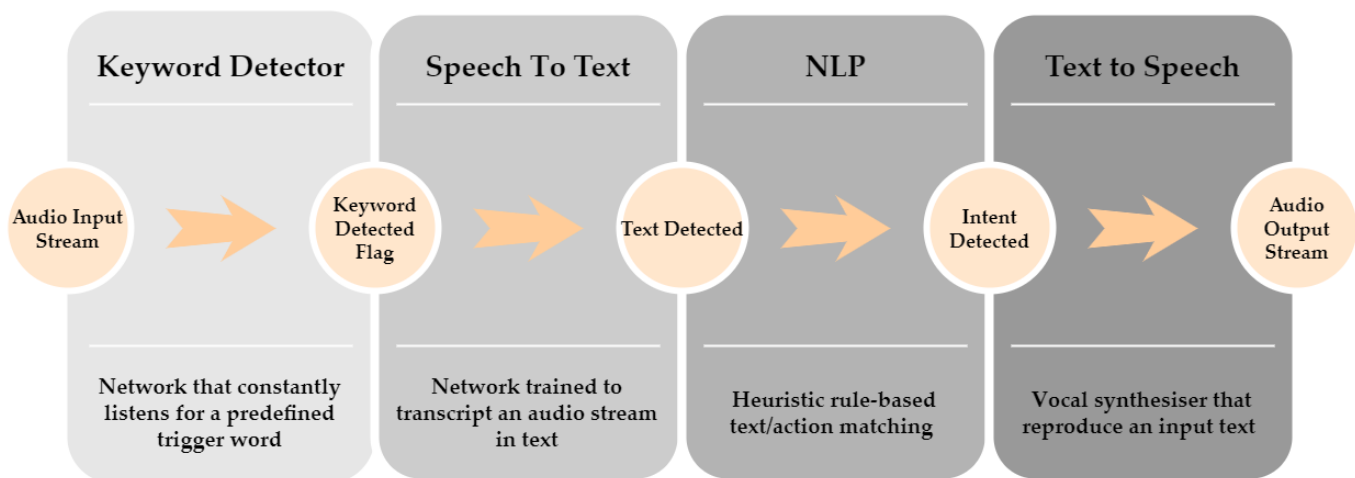 Keyword Detector
Speech To Text
NLP
Text to Speech
Audio Input
Stream
Keyword
Detected
Flag
Text Detected
Intent
Detected
Audio
Output
Stream
Network that constantly
listens for a predefined
trigger word
Network trained to
transcript an audio stream
in text
Heuristic rule-based
text/action matching
Vocal synthesiser that
reproduce an input text